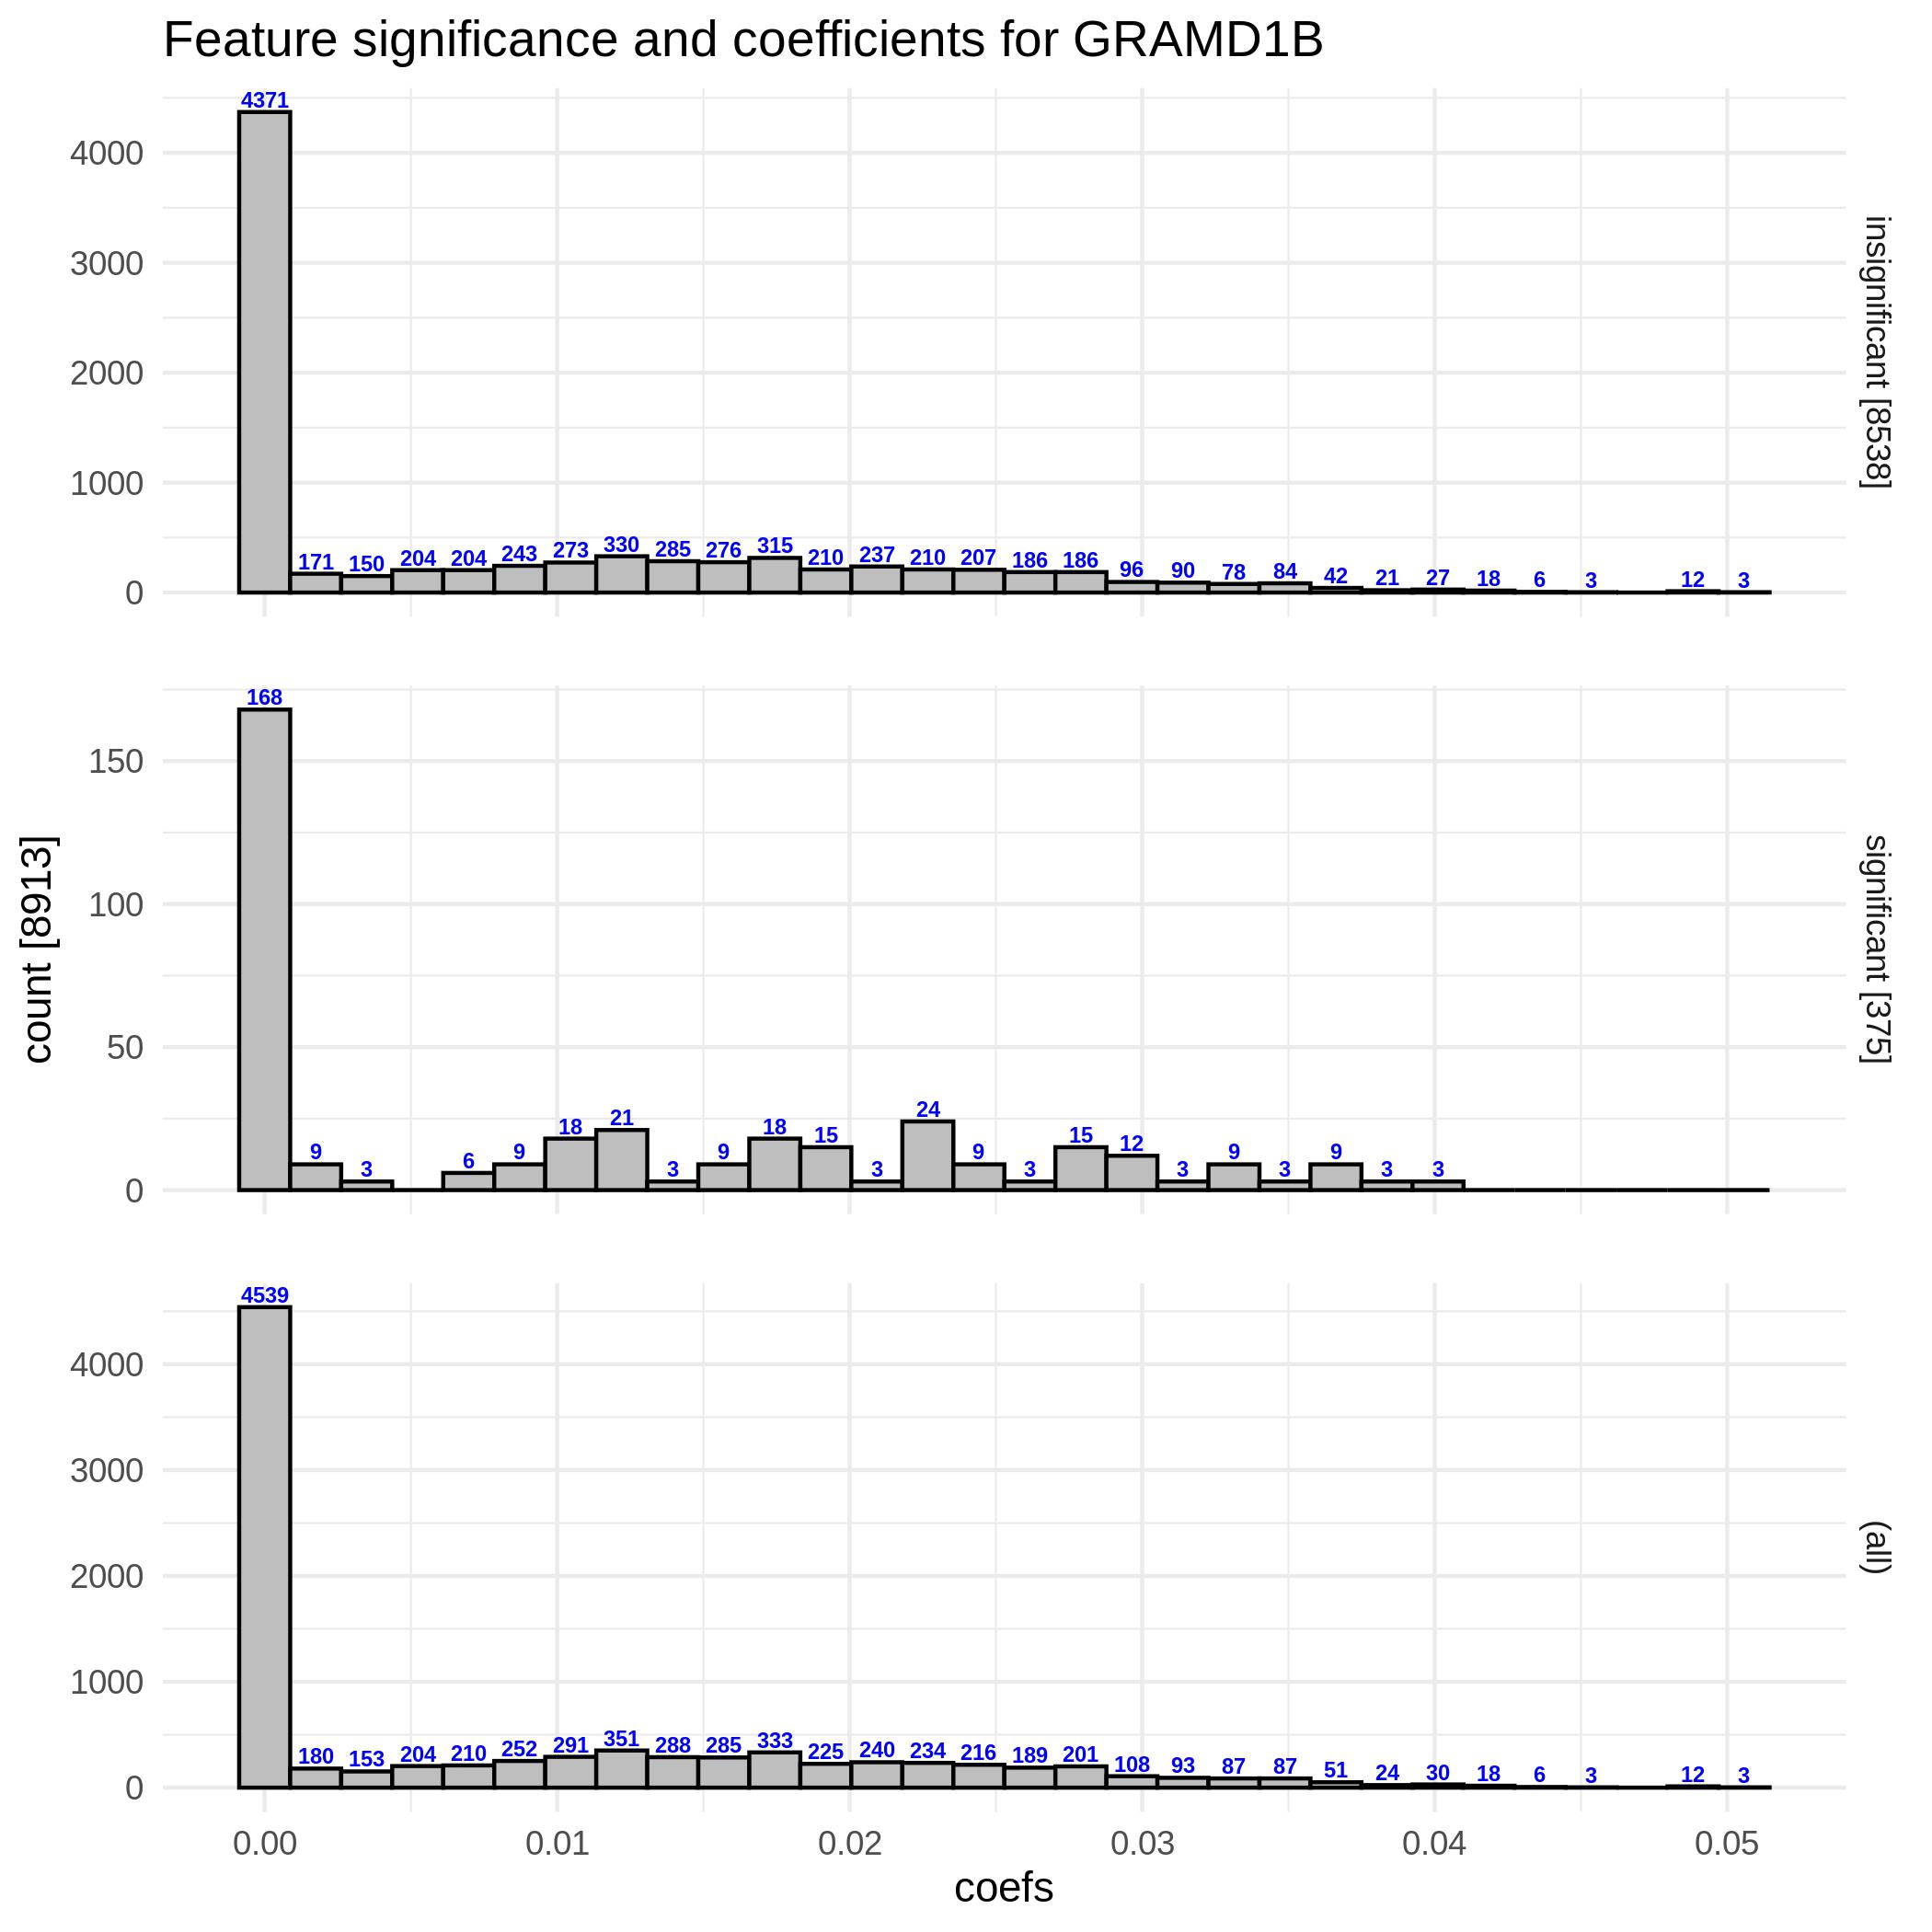 Feature significance and coefficients for GRAMD1B
4371
4000
3000
2000
1000
0
171 150 204 204 243 273 330 285 276 315 210 237 210 207 186 186 96 90 78 84 42 21 27 18 6 3 12 3
insignificant [8538]
168
150
100
50
0
9 3 6 9 18 21 3 9 18 15 3 24 9 3 15 12 3 9 3 9 3 3
significant [375]
count [8913]
4539
4000
3000
2000
1000
0
180 153 204 210 252 291 351 288 285 333 225 240 234 216 189 201 108 93 87 87 51 24 30 18 6 3 12 3
(all)
0.00 0.01 0.02 0.03 0.04 0.05
coefs